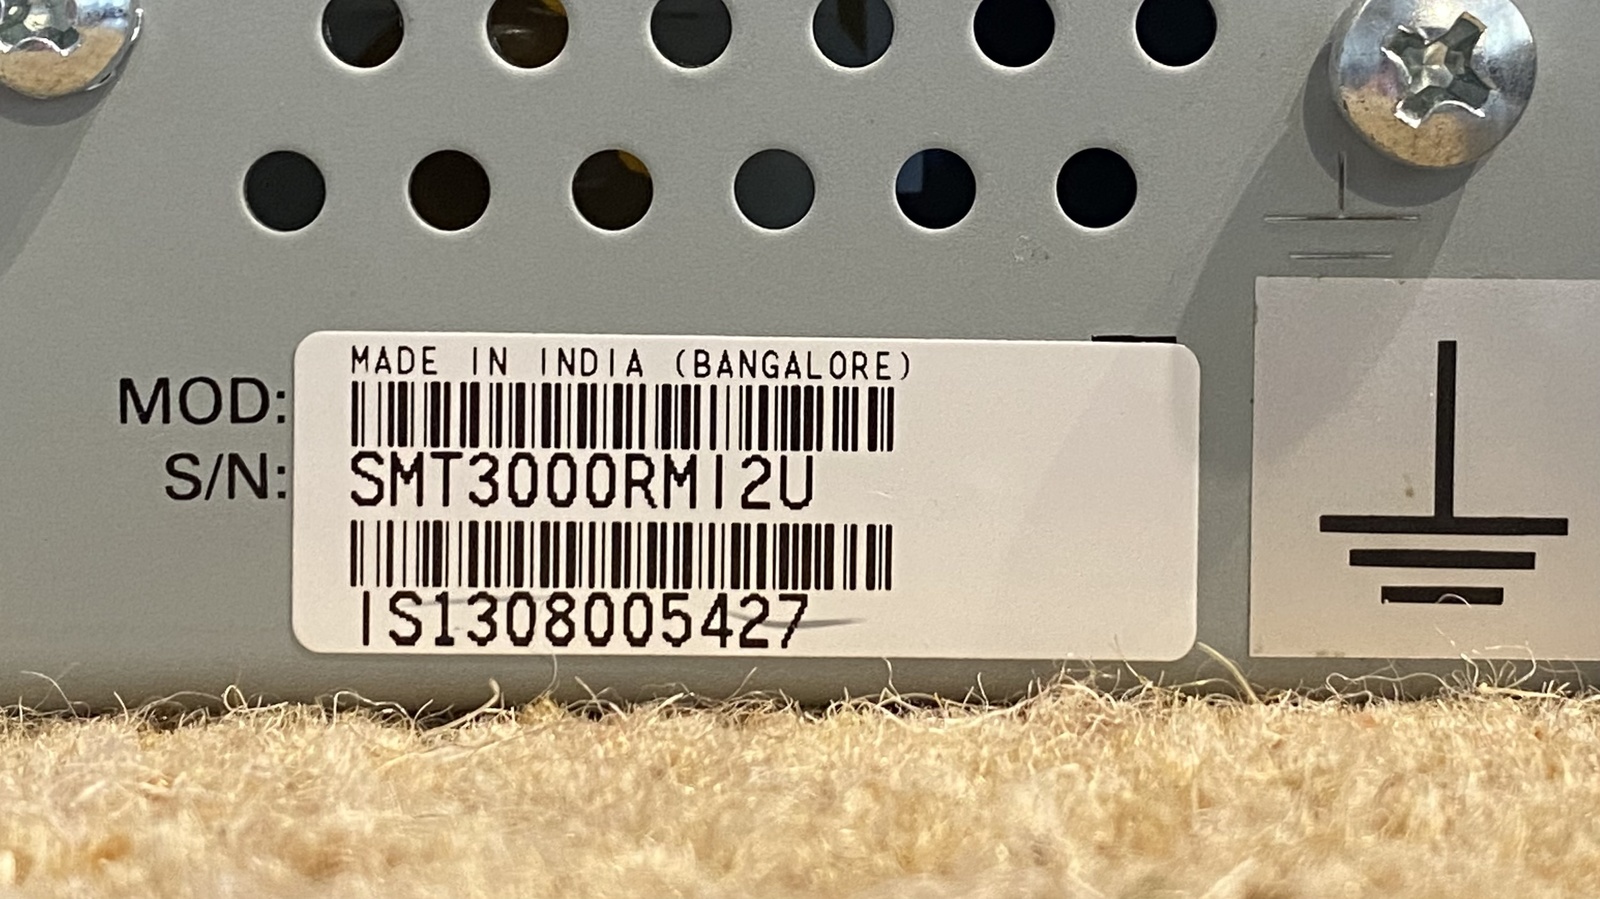 MADE IN INDIA (BANGALORE)
MOD:
SMT3000RMI2U
S/N:
IS1308005427